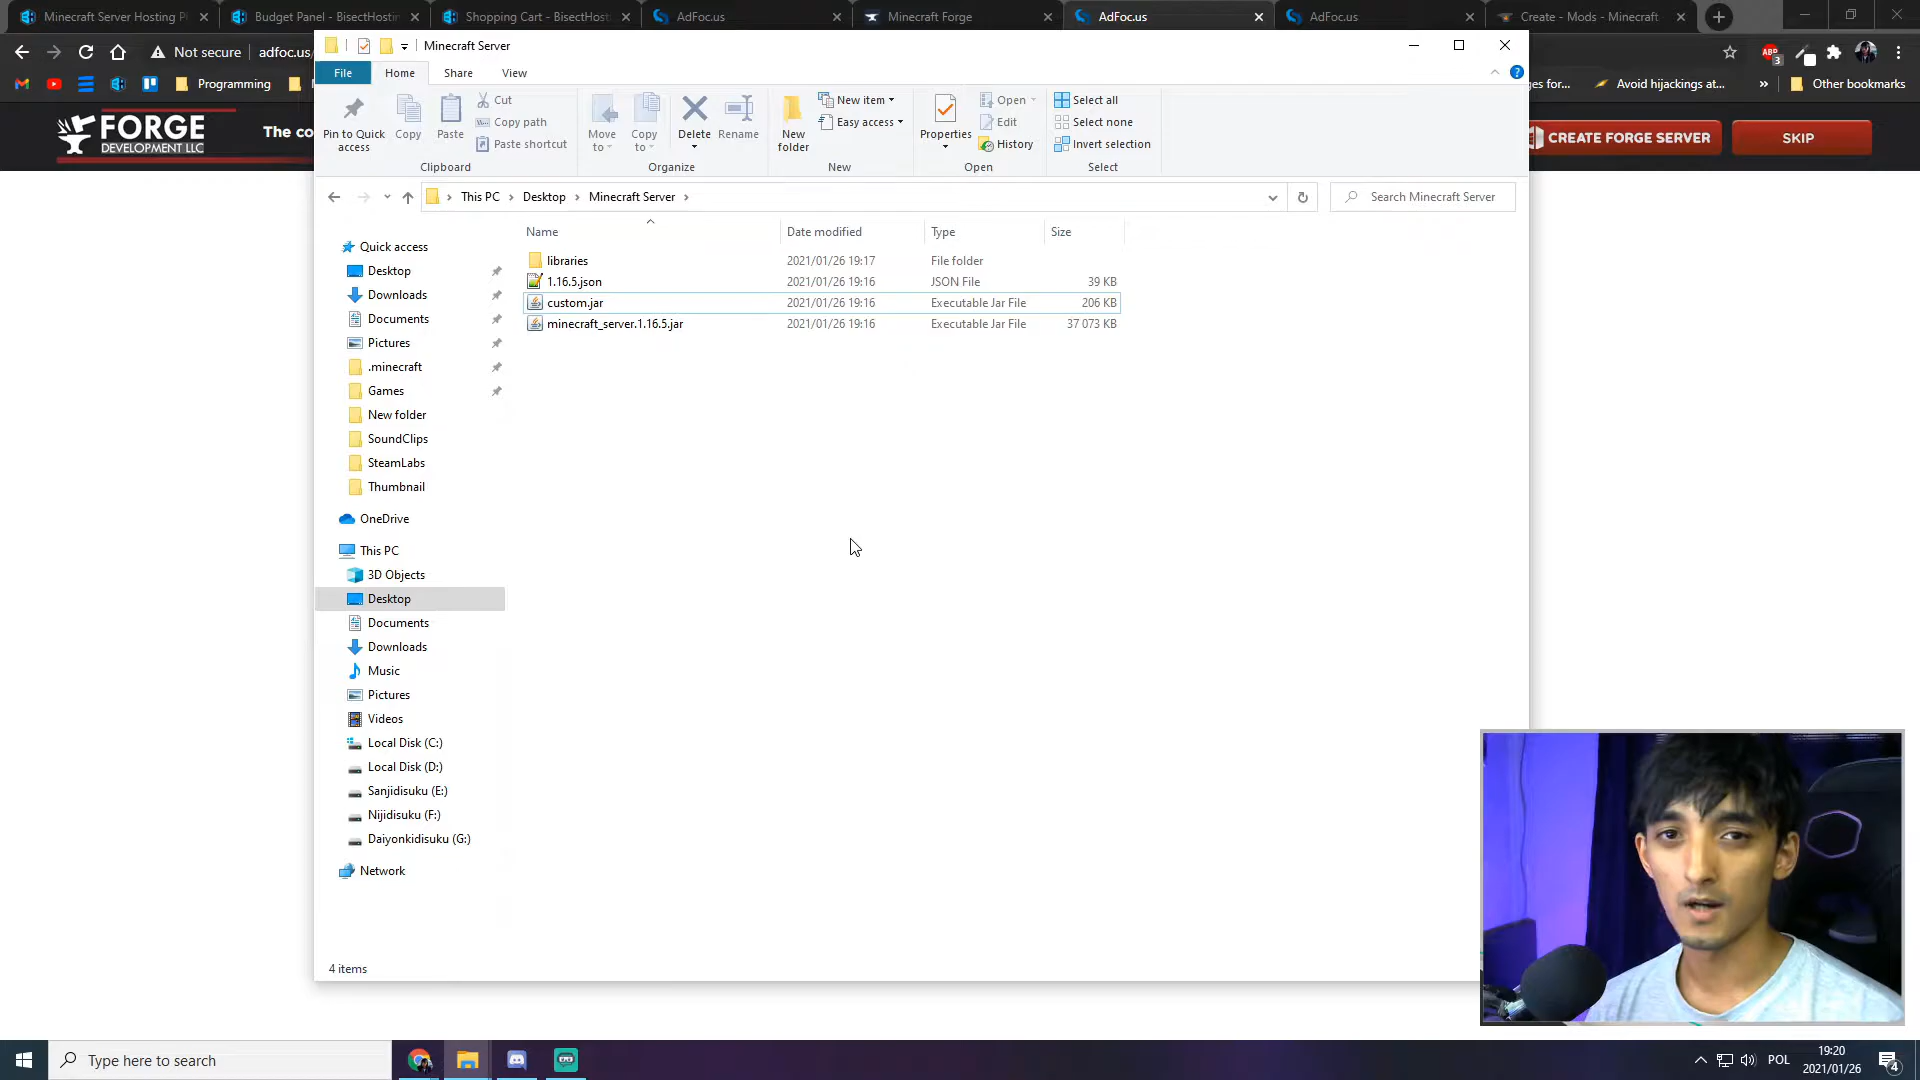 Minecraft Server Hosting Pl
Budget Panel - BisectHostin
Shopping Cart - BisectHost
AdFoc.us
Minecraft Forge
AdFoc.us
AdFoc.us
Create - Mods - Minecraft
Not secure
adfoc.us/
Programming
ges for...
Avoid hijackings at...
Other bookmarks
FORGE
DEVELOPMENT LLC
The co
CREATE FORGE SERVER
SKIP
Minecraft Server
File
Home
Share
View
Pin to Quick
access
Copy
Paste
Cut
Copy path
Paste shortcut
Clipboard
Move
to
Copy
to
Delete
Rename
Organize
New
folder
New item
Easy access
New
Properties
Open
Edit
History
Open
Select all
Select none
Invert selection
Select
This PC
Desktop
Minecraft Server
Search Minecraft Server
Name
Date modified
Type
Size
libraries
2021/01/26 19:17
File folder
1.16.5.json
2021/01/26 19:16
JSON File
39 KB
custom.jar
2021/01/26 19:16
Executable Jar File
206 KB
minecraft_server.1.16.5.jar
2021/01/26 19:16
Executable Jar File
37 073 KB
Quick access
Desktop
Downloads
Documents
Pictures
.minecraft
Games
New folder
SoundClips
SteamLabs
Thumbnail
OneDrive
This PC
3D Objects
Desktop
Documents
Downloads
Music
Pictures
Videos
Local Disk (C:)
Local Disk (D:)
Sanjidisuku (E:)
Nijidisuku (F:)
Daiyonkidisuku (G:)
Network
4 items
Type here to search
POL
19:20
2021/01/26
4